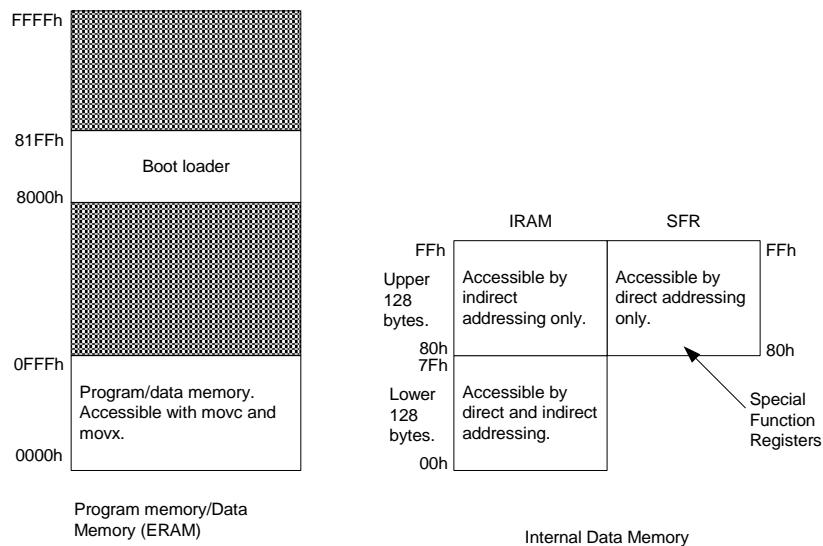 FFFFh
81FFh
Boot loader
8000h
0FFFh
Program/data memory.
Accessible with movc and
movx.
0000h
Program memory/Data
Memory (ERAM)
IRAM
SFR
FFh
FFh
Upper
128
bytes.
Accessible by
indirect
addressing only.
Accessible by
direct addressing
only.
80h
80h
7Fh
Lower
128
bytes.
Accessible by
direct and indirect
addressing.
Special
Function
Registers
00h
Internal Data Memory